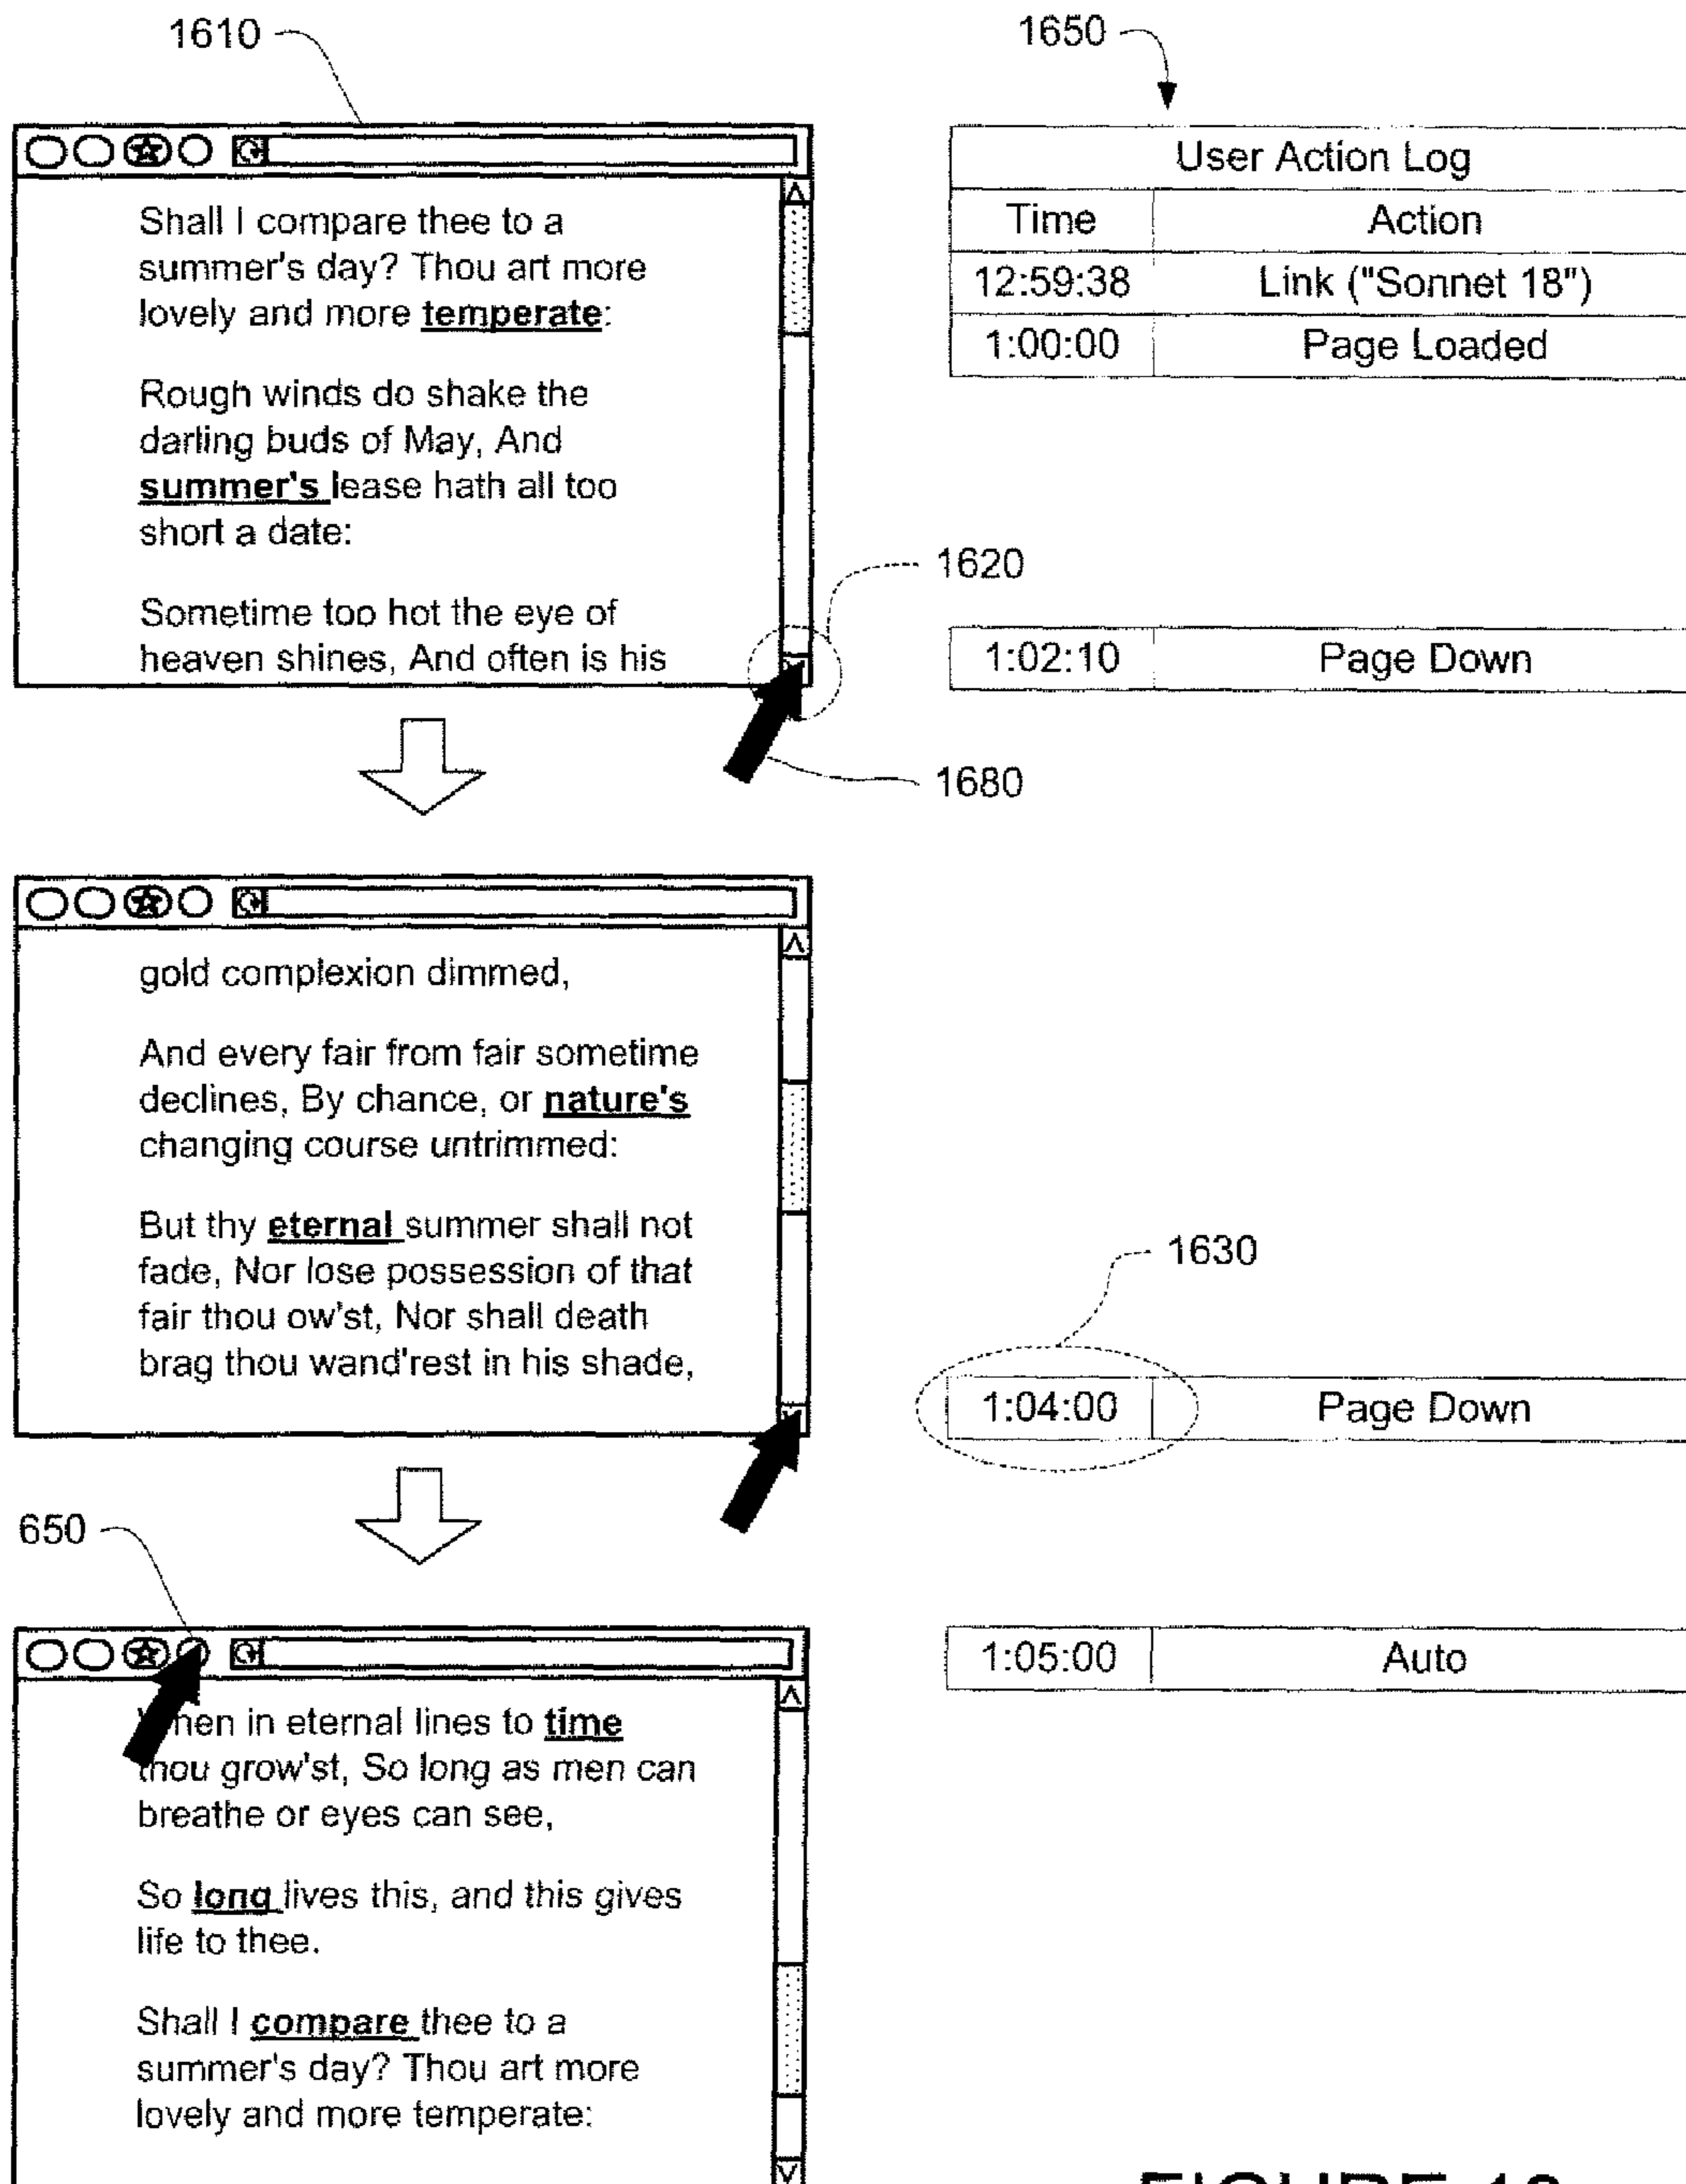 1610
1650
Shall I compare thee to a
summer's day? Thou art more
lovely and more temperate:
Rough winds do shake the
darling buds of May, And
summer's lease hath all too
short a date:
Sometime too hot the eye of
heaven shines, And often is his
User Action Log
Time Action
12:59:38 Link ("Sonnet 18")
1:00:00 Page Loaded
1620
1:02:10 Page Down
1680
gold complexion dimmed,
And every fair from fair sometime
declines, By chance, or nature's
changing course untrimmed:
But thy eternal summer shall not
fade, Nor lose possession of that
fair thou ow'st, Nor shall death
brag thou wand'rest in his shade,
1630
1:04:00 Page Down
650
1:05:00 Auto
When in eternal lines to time
thou grow'st, So long as men can
breathe or eyes can see,
So long lives this, and this gives
life to thee.
Shall I compare thee to a
summer's day? Thou art more
lovely and more temperate:
FIGURE